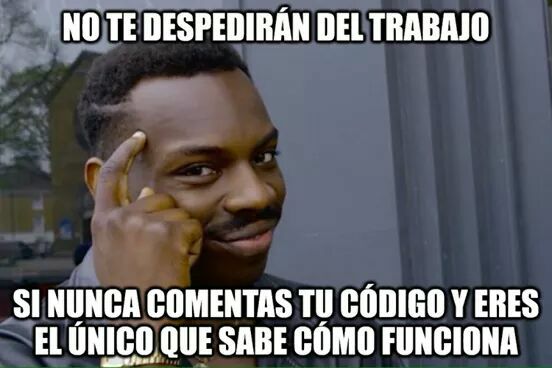 NO TE DESPEDIRÁN DEL TRABAJO
SI NUNCA COMENTAS TU CÓDIGO Y ERES
EL ÚNICO QUE SABE CÓMO FUNCIONA